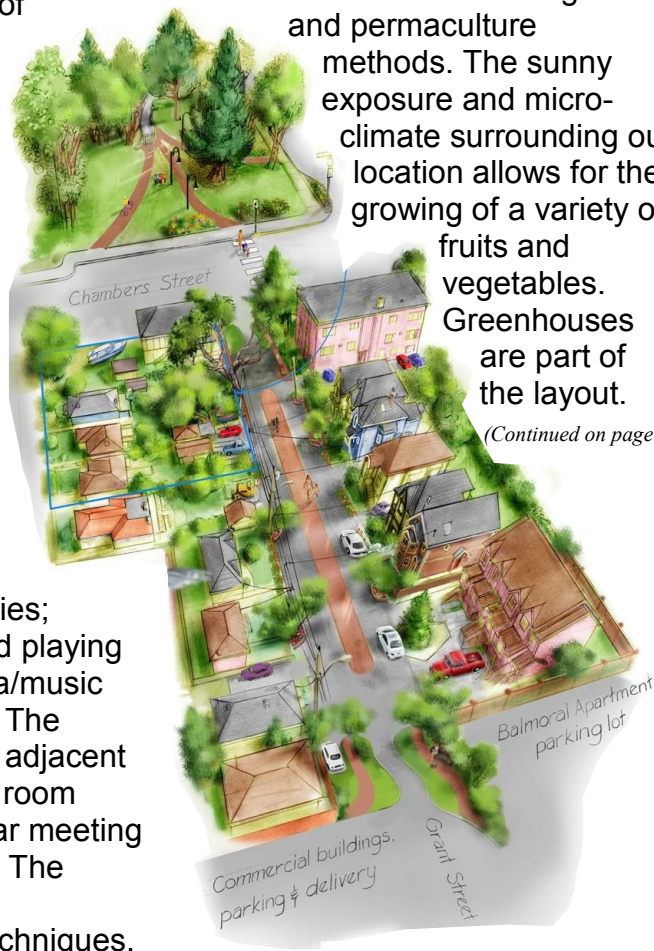 of
ies;
d playing
a/music
The
adjacent
room
ar meeting
The
chniques.
and permaculture
methods. The sunny
exposure and micro-
climate surrounding ou
location allows for the
growing of a variety o
fruits and
vegetables.
Greenhouses
are part of
the layout.
(Continued on page
Chambers Street
Balmoral Apartment
parking lot
Grant Street
Commercial buildings,
parking & delivery